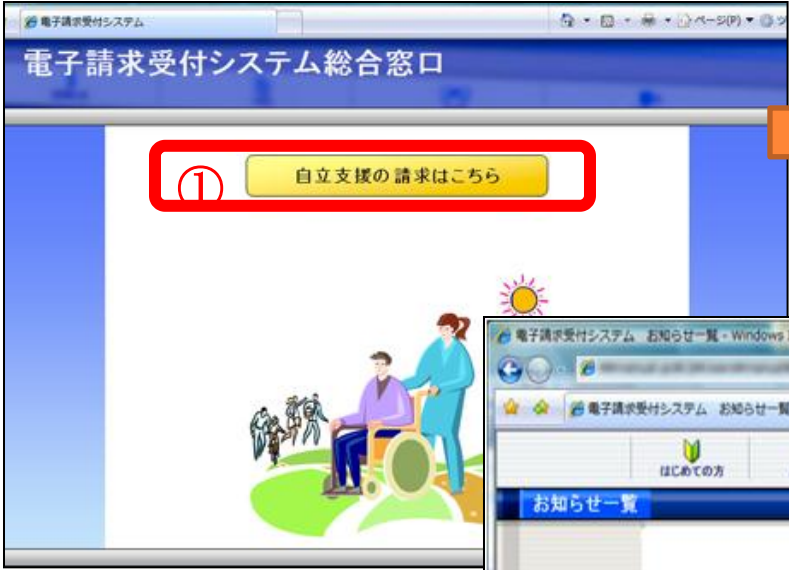 電子請求受付システム
ページ(P)
電子請求受付システム総合窓口
①
自立支援の請求はこちら
電子請求受付システム お知らせ一覧 - Windows
電子請求受付システム お知らせ一覧
はじめての方
お知らせ一覧